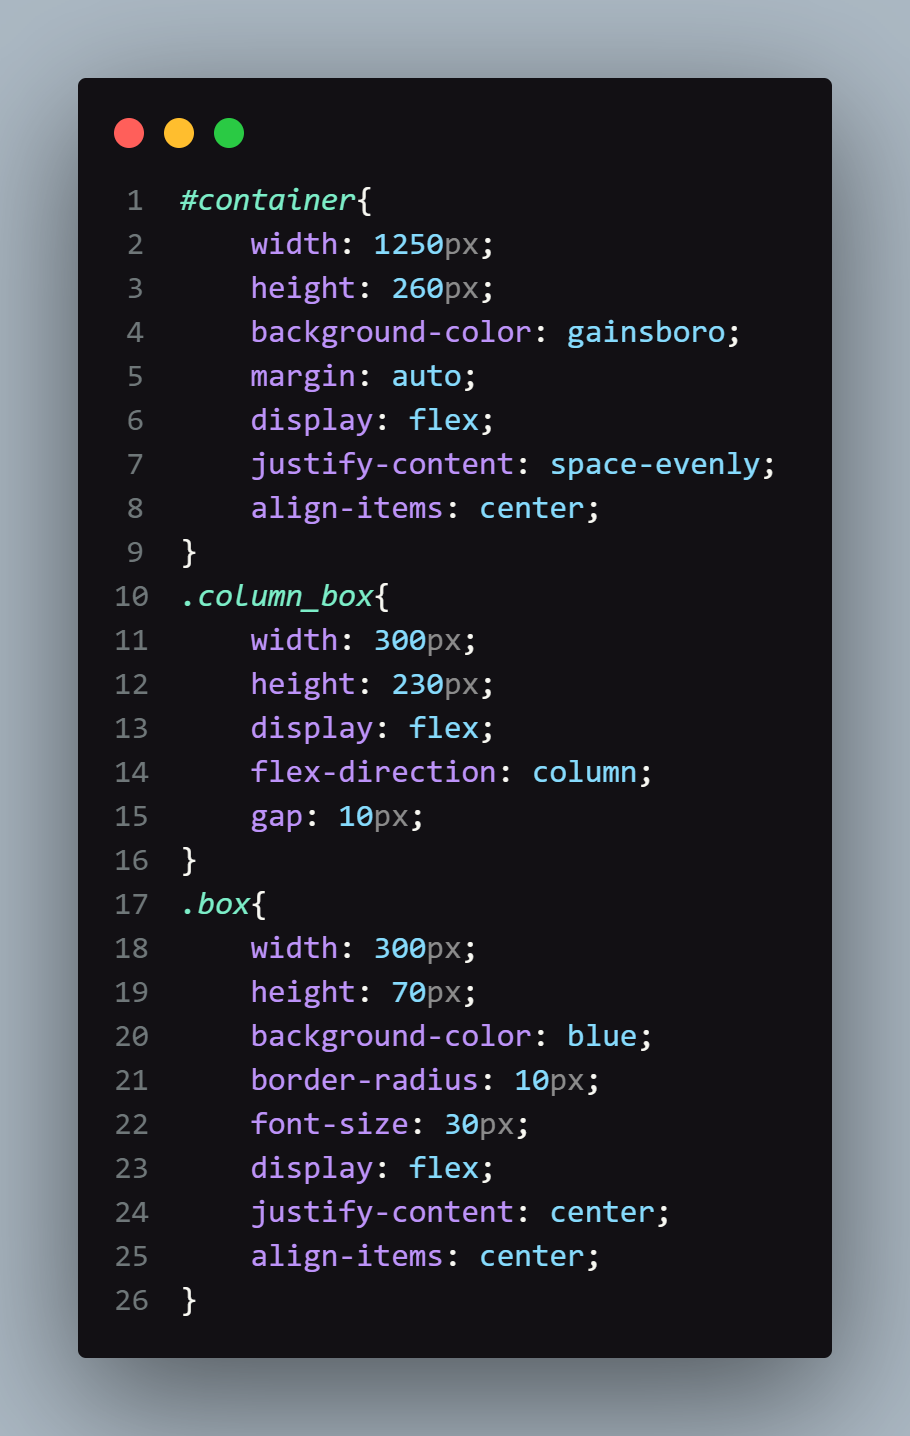 1 #container{
2     width: 1250px;
3     height: 260px;
4     background-color: gainsboro;
5     margin: auto;
6     display: flex;
7     justify-content: space-evenly;
8     align-items: center;
9 }
10 .column_box{
11     width: 300px;
12     height: 230px;
13     display: flex;
14     flex-direction: column;
15     gap: 10px;
16 }
17 .box{
18     width: 300px;
19     height: 70px;
20     background-color: blue;
21     border-radius: 10px;
22     font-size: 30px;
23     display: flex;
24     justify-content: center;
25     align-items: center;
26 }